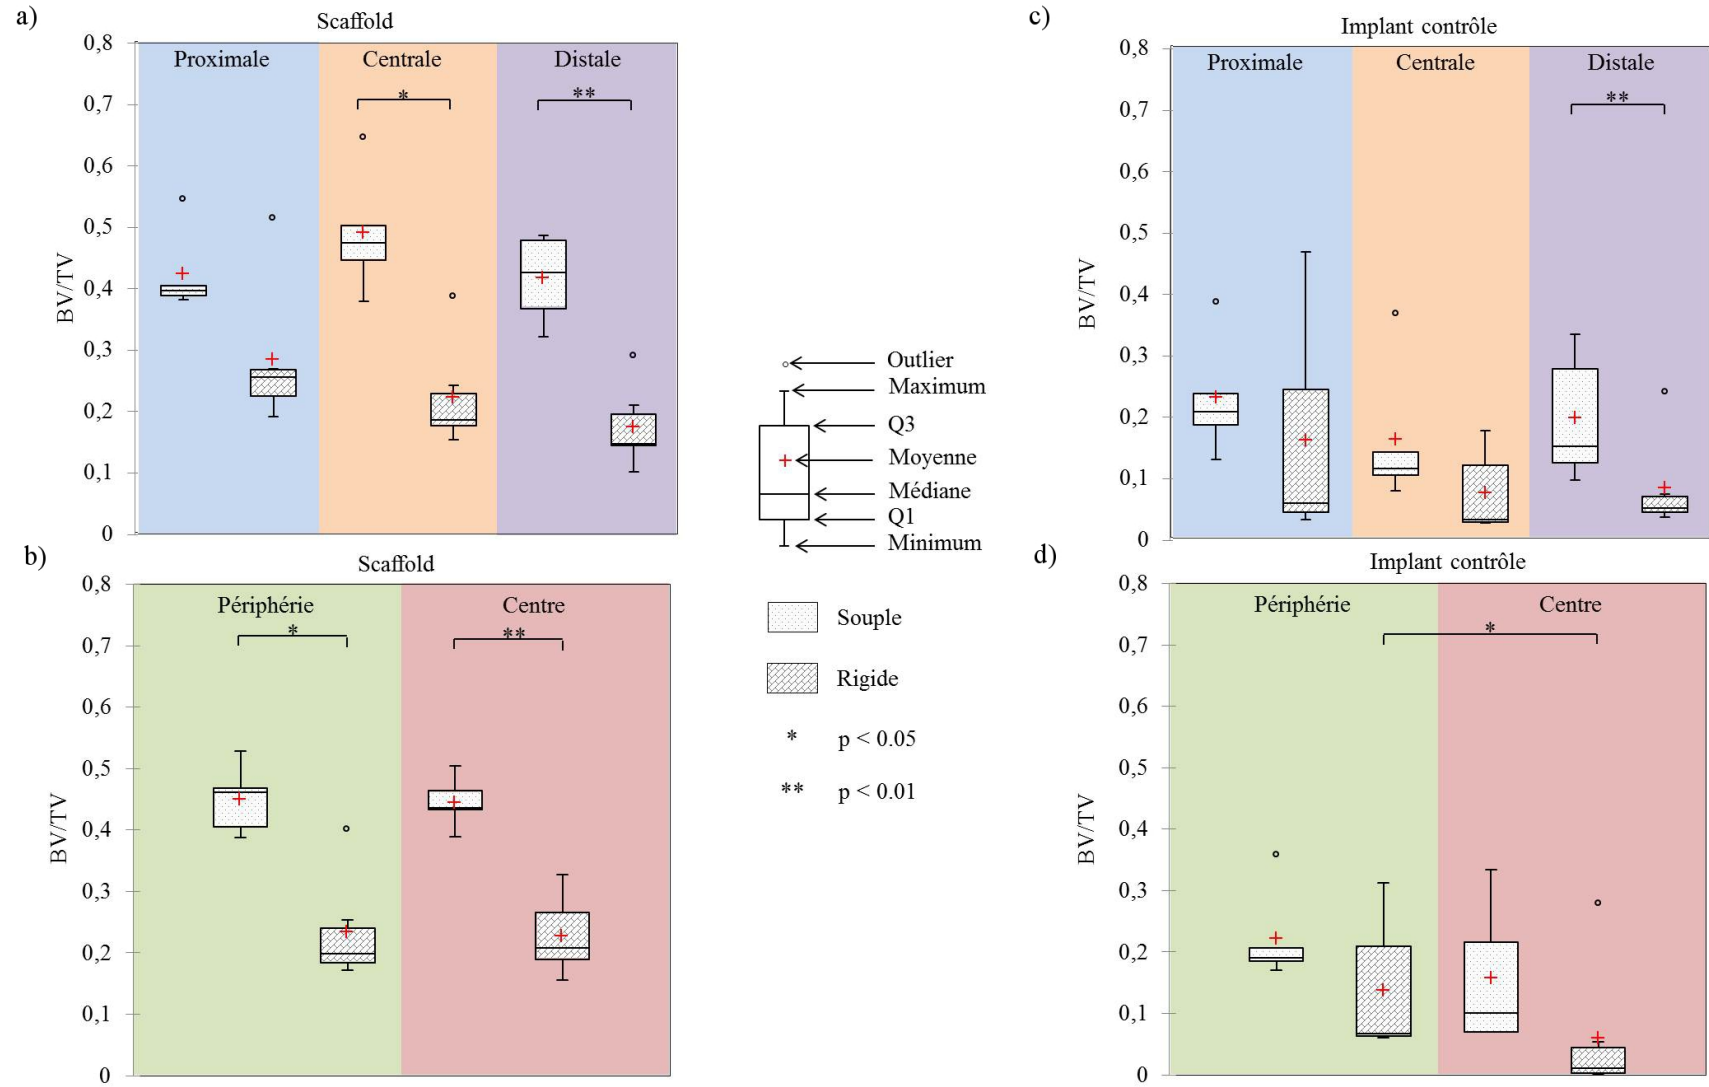 a)
Scaffold
0,8
0,7
0,6
0,5
0,4
0,3
0,2
0,1
0
BV/TV
Proximale
Centrale
Distale
*
**
b)
Scaffold
0,8
0,7
0,6
0,5
0,4
0,3
0,2
0,1
0
BV/TV
Périphérie
Centre
*
**
Outlier
Maximum
Q3
Moyenne
Médiane
Q1
Minimum
Souple
Rigide
* p < 0.05
** p < 0.01
c)
Implant contrôle
0,8
0,7
0,6
0,5
0,4
0,3
0,2
0,1
0
BV/TV
Proximale
Centrale
Distale
**
d)
Implant contrôle
0,8
0,7
0,6
0,5
0,4
0,3
0,2
0,1
0
BV/TV
Périphérie
Centre
*